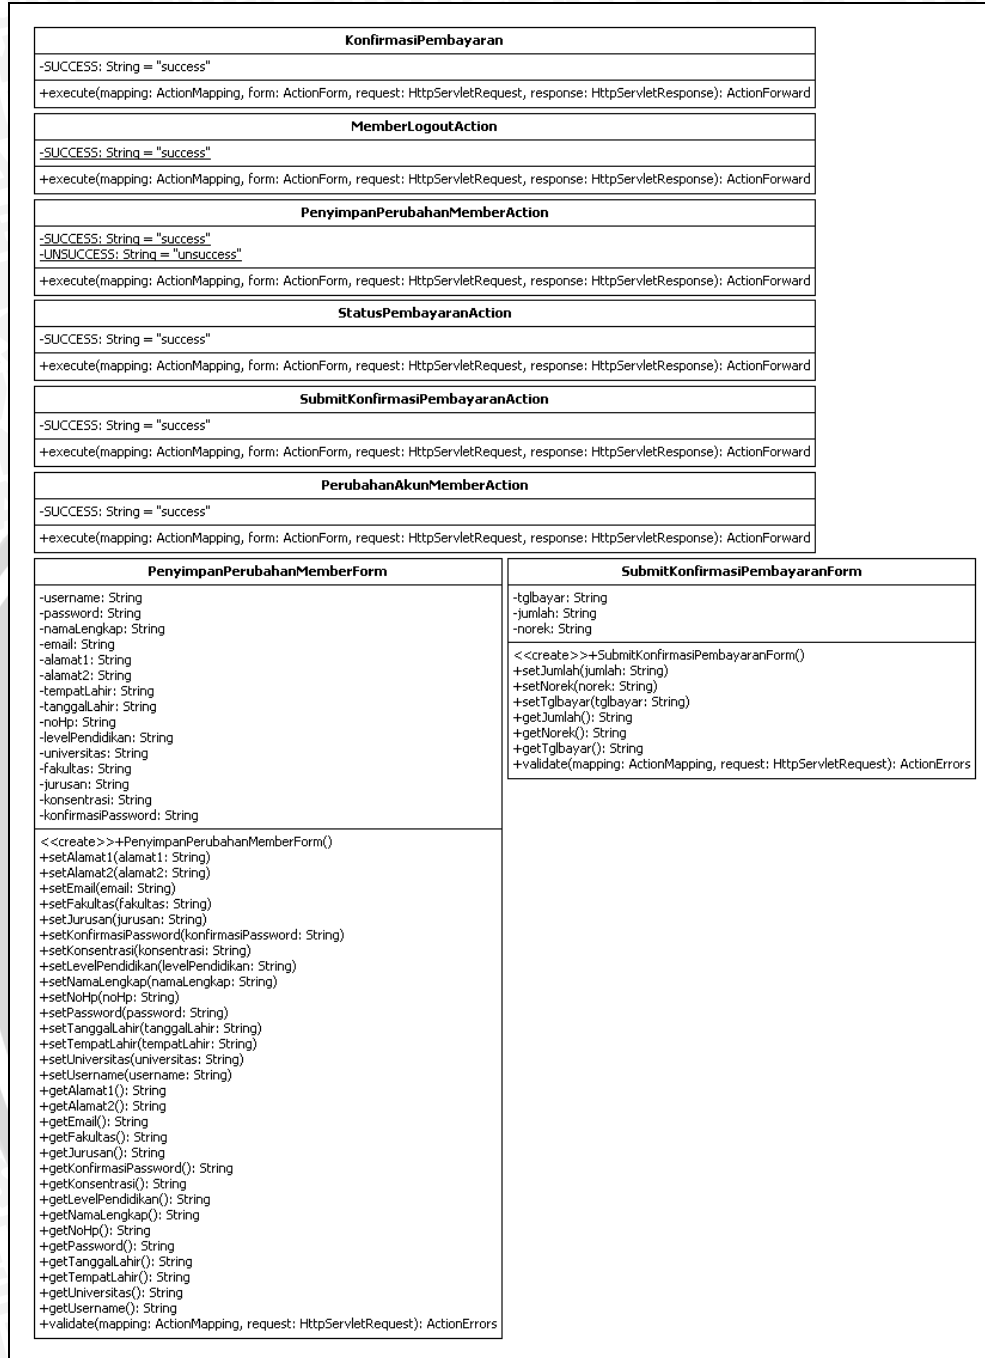 KonfirmasiPembayaran
-SUCCESS: String = "success"
+execute(mapping: ActionMapping, form: ActionForm, request: HttpServletRequest, response: HttpServletResponse): ActionForward
MemberLogoutAction
-SUCCESS: String = "success"
+execute(mapping: ActionMapping, form: ActionForm, request: HttpServletRequest, response: HttpServletResponse): ActionForward
PenyimpanPerubahanMemberAction
-SUCCESS: String = "success"
-UNSUCCESS: String = "unsuccess"
+execute(mapping: ActionMapping, form: ActionForm, request: HttpServletRequest, response: HttpServletResponse): ActionForward
StatusPembayaranAction
-SUCCESS: String = "success"
+execute(mapping: ActionMapping, form: ActionForm, request: HttpServletRequest, response: HttpServletResponse): ActionForward
SubmitKonfirmasiPembayaranAction
-SUCCESS: String = "success"
+execute(mapping: ActionMapping, form: ActionForm, request: HttpServletRequest, response: HttpServletResponse): ActionForward
PerubahanAkunMemberAction
-SUCCESS: String = "success"
+execute(mapping: ActionMapping, form: ActionForm, request: HttpServletRequest, response: HttpServletResponse): ActionForward
PenyimpanPerubahanMemberForm
-username: String
-password: String
-namaLengkap: String
-email: String
-alamat1: String
-alamat2: String
-tempatLahir: String
-tanggalLahir: String
-noHp: String
-levelPendidikan: String
-universitas: String
-fakultas: String
-jurusan: String
-konsentrasi: String
-konfirmasiPassword: String
<<create>>+PenyimpanPerubahanMemberForm()
+setAlamat1(alamat1: String)
+setAlamat2(alamat2: String)
+setEmail(email: String)
+setFakultas(fakultas: String)
+setJurusan(jurusan: String)
+setKonfirmasiPassword(konfirmasiPassword: String)
+setKonsentrasi(konsentrasi: String)
+setLevelPendidikan(levelPendidikan: String)
+setNamaLengkap(namaLengkap: String)
+setNoHp(noHp: String)
+setPassword(password: String)
+setTanggalLahir(tanggalLahir: String)
+setTempatLahir(tempatLahir: String)
+setUniversitas(universitas: String)
+setUsername(username: String)
+getAlamat1(): String
+getAlamat2(): String
+getEmail(): String
+getFakultas(): String
+getJurusan(): String
+getKonfirmasiPassword(): String
+getKonsentrasi(): String
+getLevelPendidikan(): String
+getNamaLengkap(): String
+getNoHp(): String
+getPassword(): String
+getTanggalLahir(): String
+getTempatLahir(): String
+getUniversitas(): String
+getUsername(): String
+validate(mapping: ActionMapping, request: HttpServletRequest): ActionErrors
SubmitKonfirmasiPembayaranForm
-tglbayar: String
-jumlah: String
-norek: String
<<create>>+SubmitKonfirmasiPembayaranForm()
+setJumlah(jumlah: String)
+setNorek(norek: String)
+setTglbayar(tglbayar: String)
+getJumlah(): String
+getNorek(): String
+getTglbayar(): String
+validate(mapping: ActionMapping, request: HttpServletRequest): ActionErrors